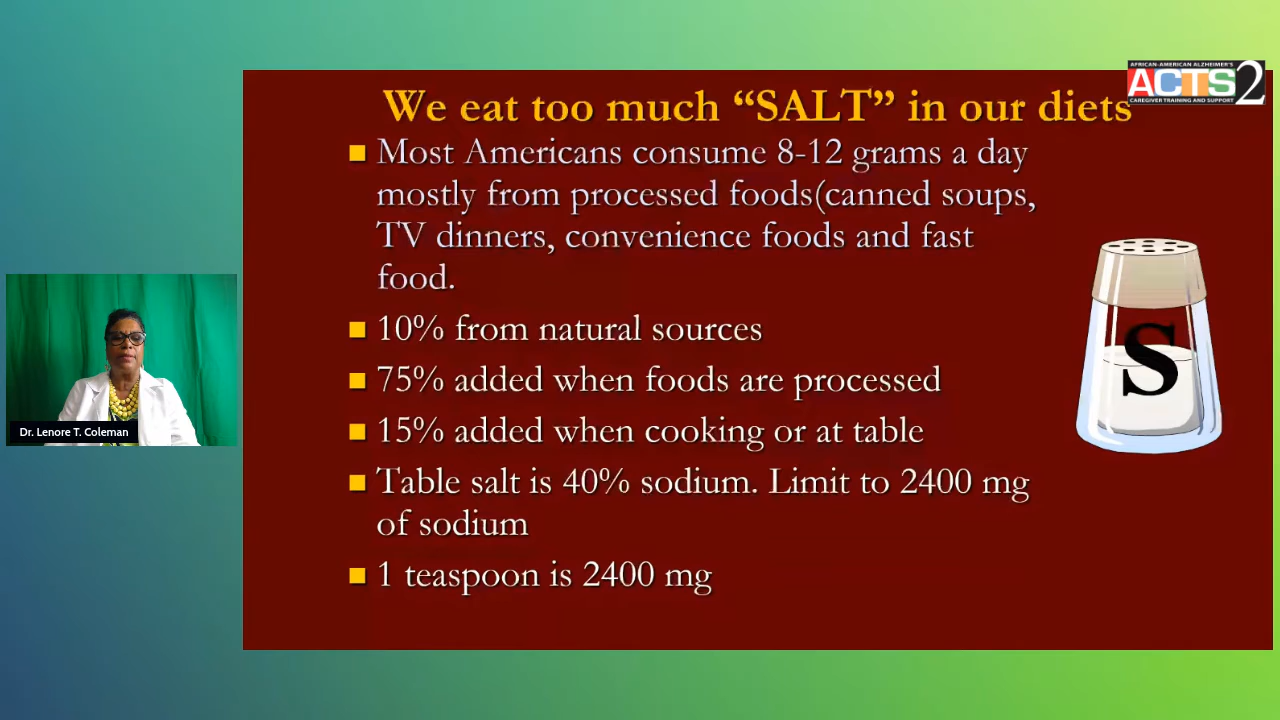 AFRICAN-AMERICAN ALZHEIMER'S
ACTS2
CAREGIVER TRAINING AND SUPPORT
We eat too much “SALT” in our diets
Most Americans consume 8-12 grams a day
mostly from processed foods(canned soups,
TV dinners, convenience foods and fast
food.
10% from natural sources
75% added when foods are processed
15% added when cooking or at table
Table salt is 40% sodium. Limit to 2400 mg
of sodium
1 teaspoon is 2400 mg
S
Dr. Lenore T. Coleman